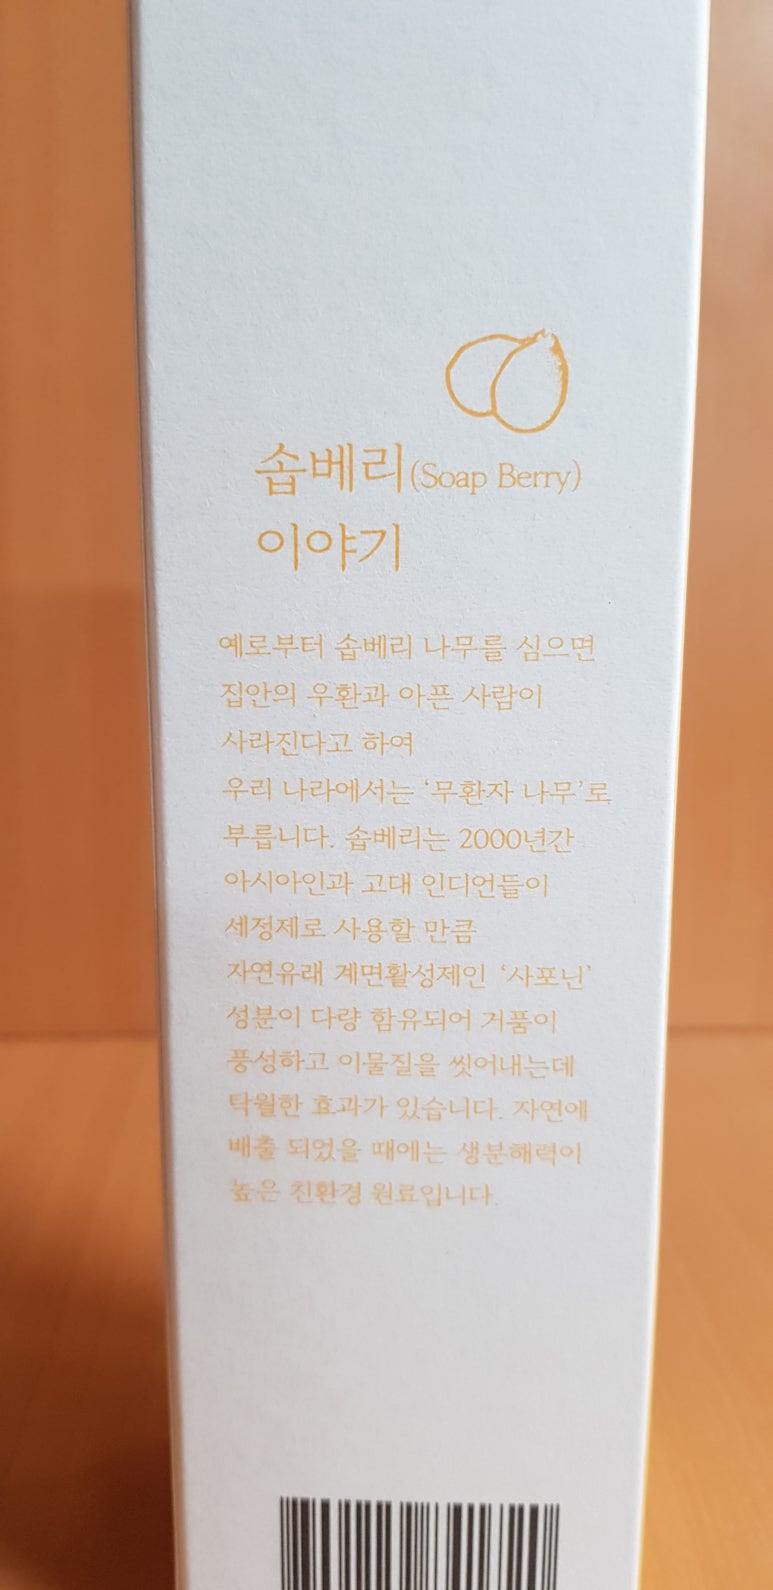 솝베리(Soap Berry)
이야기
예로부터 솝베리 나무를 심으면
집안의 우환과 아픈 사람이
사라진다고 하여
우리 나라에서는 ‘무환자 나무’로
부릅니다. 솝베리는 2000년간
아시아인과 고대 인디언들이
세정제로 사용할 만큼
자연유래 계면활성제인 ‘사포닌’
성분이 다량 함유되어 거품이
풍성하고 이물질을 씻어내는데
탁월한 효과가 있습니다. 자연에
배출 되었을 때에는 생분해력이
높은 친환경 원료입니다.